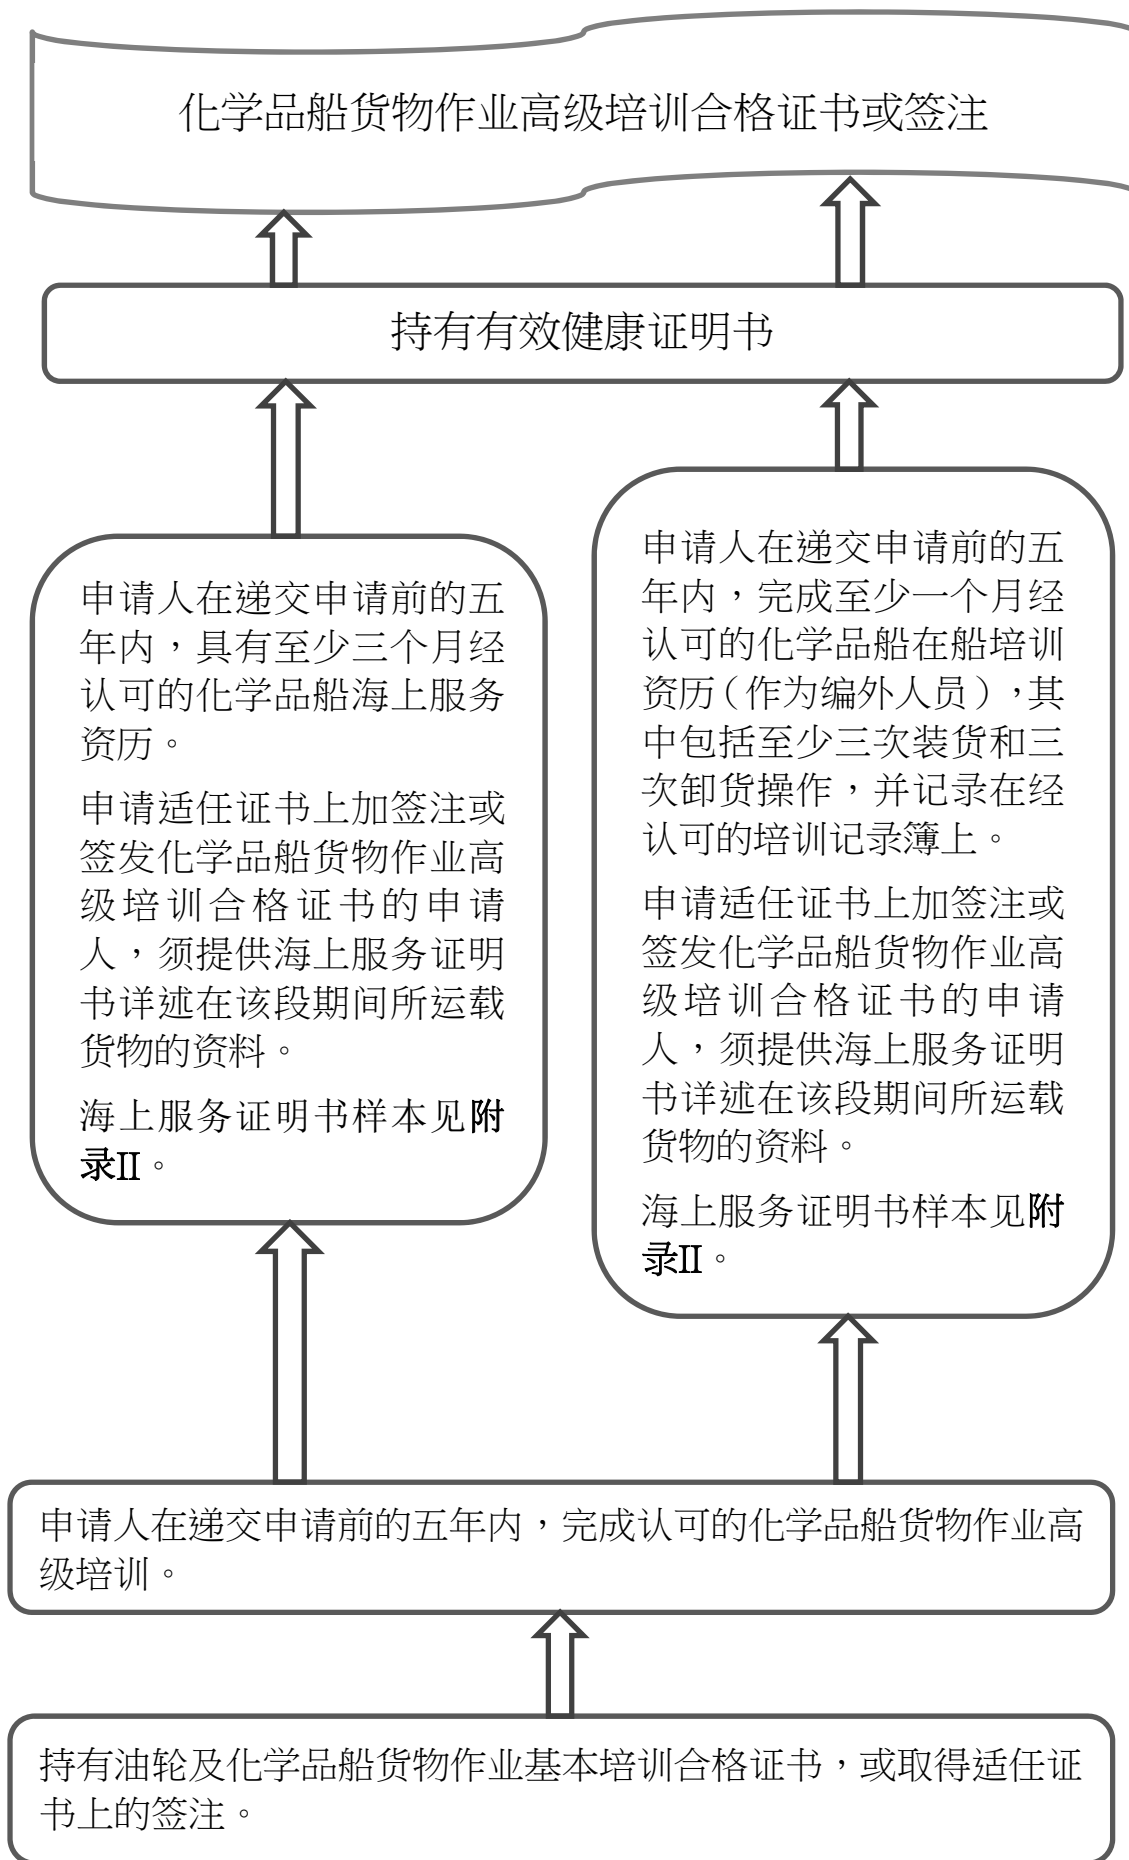 化学品船货物作业高级培训合格证书或签注
持有有效健康证明书
申请人在递交申请前的五
年内，具有至少三个月经
认可的化学品船海上服务
资历。
申请适任证书上加签注或
签发化学品船货物作业高
级培训合格证书的申请
人，须提供海上服务证明
书详述在该段期间所运载
货物的资料。
海上服务证明书样本见附
录II。
申请人在递交申请前的五
年内，完成至少一个月经
认可的化学品船在船培训
资历（作为编外人员），其
中包括至少三次装货和三
次卸货操作，并记录在经
认可的培训记录簿上。
申请适任证书上加签注或
签发化学品船货物作业高
级培训合格证书的申请
人，须提供海上服务证明
书详述在该段期间所运载
货物的资料。
海上服务证明书样本见附
录II。
申请人在递交申请前的五年内，完成认可的化学品船货物作业高
级培训。
持有油轮及化学品船货物作业基本培训合格证书，或取得适任证
书上的签注。